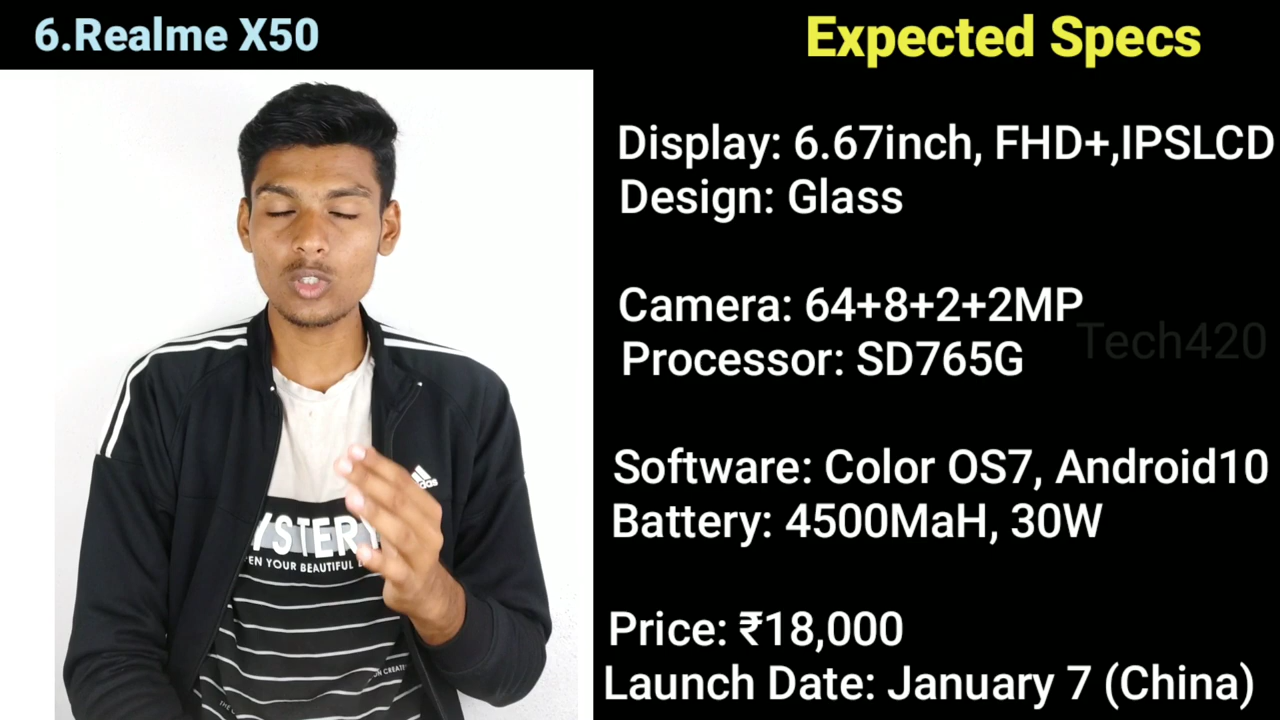 6.Realme X50
Expected Specs
Display: 6.67inch, FHD+,IPSLCD
Design: Glass
Camera: 64+8+2+2MP
Tech420
Processor: SD765G
Software: Color OS7, Android10
Battery: 4500MaH, 30W
Price: ₹18,000
Launch Date: January 7 (China)
YSTERY
YOUR BEAUTIFUL